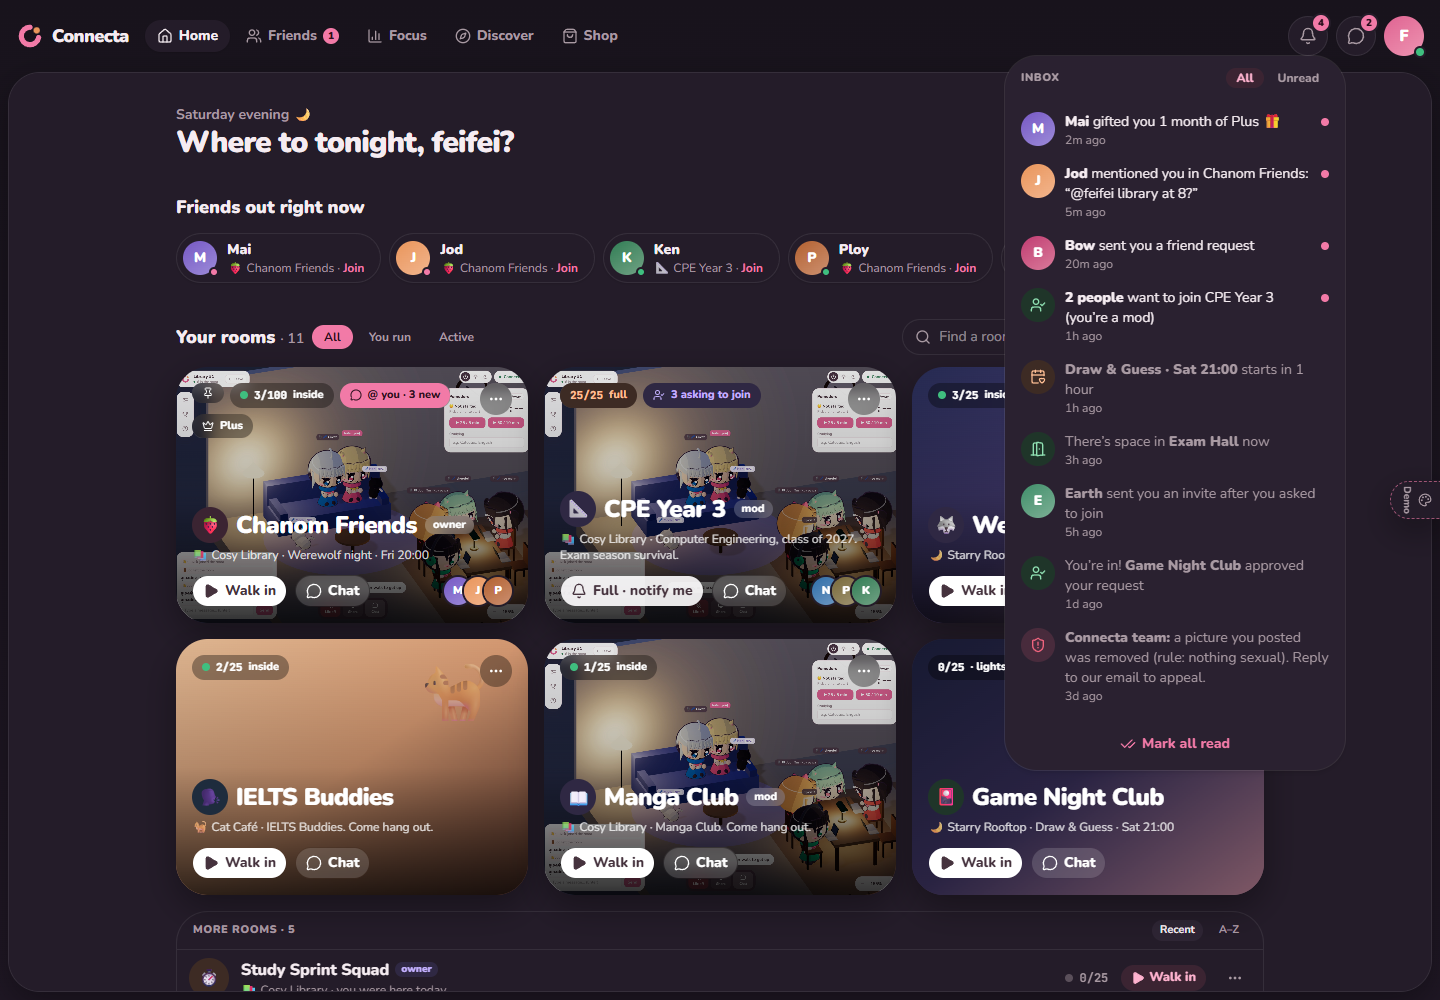 Connecta
Home
Friends 1
Focus
Discover
Shop
4
2
F
Saturday evening 🌙
Where to tonight, feifei?
Friends out right now
M
Mai
🍓 Chanom Friends · Join
J
Jod
🍓 Chanom Friends · Join
K
Ken
📐 CPE Year 3 · Join
P
Ploy
🍓 Chanom Friends · Join
Your rooms · 11
All
You run
Active
Find a room
3/100 inside
@ you · 3 new
Plus
Chanom Friends owner
Cosy Library · Werewolf night · Fri 20:00
Walk in
Chat
M J P
25/25 full
3 asking to join
CPE Year 3 mod
Cosy Library · Computer Engineering, class of 2027.
Exam season survival.
Full · notify me
Chat
N P K
3/25
We
Starry Roo
Walk in
2/25 inside
IELTS Buddies
Cat Café · IELTS Buddies. Come hang out.
Walk in
Chat
1/25 inside
Manga Club mod
Cosy Library · Manga Club. Come hang out.
Walk in
Chat
0/25 · lights
Game Night Club
Starry Rooftop · Draw & Guess · Sat 21:00
Walk in
Chat
MORE ROOMS · 5
Recent
A–Z
Study Sprint Squad owner
Cosy Library · you were here today
0/25
Walk in
INBOX
All
Unread
M
Mai gifted you 1 month of Plus 🎁
2m ago
J
Jod mentioned you in Chanom Friends:
“@feifei library at 8?”
5m ago
B
Bow sent you a friend request
20m ago
2 people want to join CPE Year 3
(you’re a mod)
1h ago
Draw & Guess · Sat 21:00 starts in 1
hour
1h ago
There’s space in Exam Hall now
3h ago
E
Earth sent you an invite after you asked
to join
5h ago
You’re in! Game Night Club approved
your request
1d ago
Connecta team: a picture you posted
was removed (rule: nothing sexual). Reply
to our email to appeal.
3d ago
Mark all read
Demo